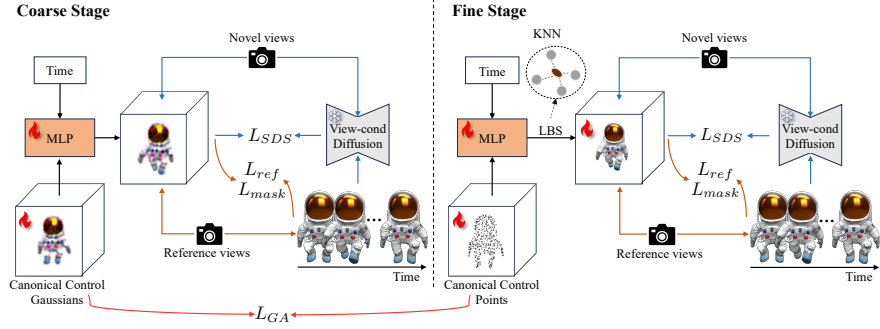 Coarse Stage
Novel views
Time
MLP
L_SDS
View-cond
Diffusion
L_ref
L_mask
...
Reference views
Time
Canonical Control
Gaussians
L_GA
Fine Stage
KNN
Novel views
Time
MLP
LBS
L_SDS
View-cond
Diffusion
L_ref
L_mask
...
Reference views
Time
Canonical Control
Points